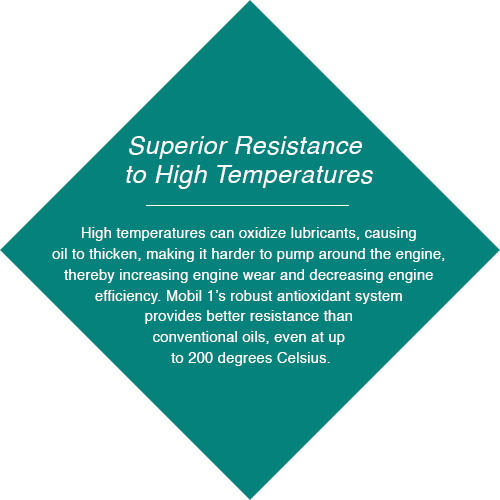 Superior Resistance
to High Temperatures
High temperatures can oxidize lubricants, causing
oil to thicken, making it harder to pump around the engine,
thereby increasing engine wear and decreasing engine
efficiency. Mobil 1's robust antioxidant system
provides better resistance than
conventional oils, even at up
to 200 degrees Celsius.